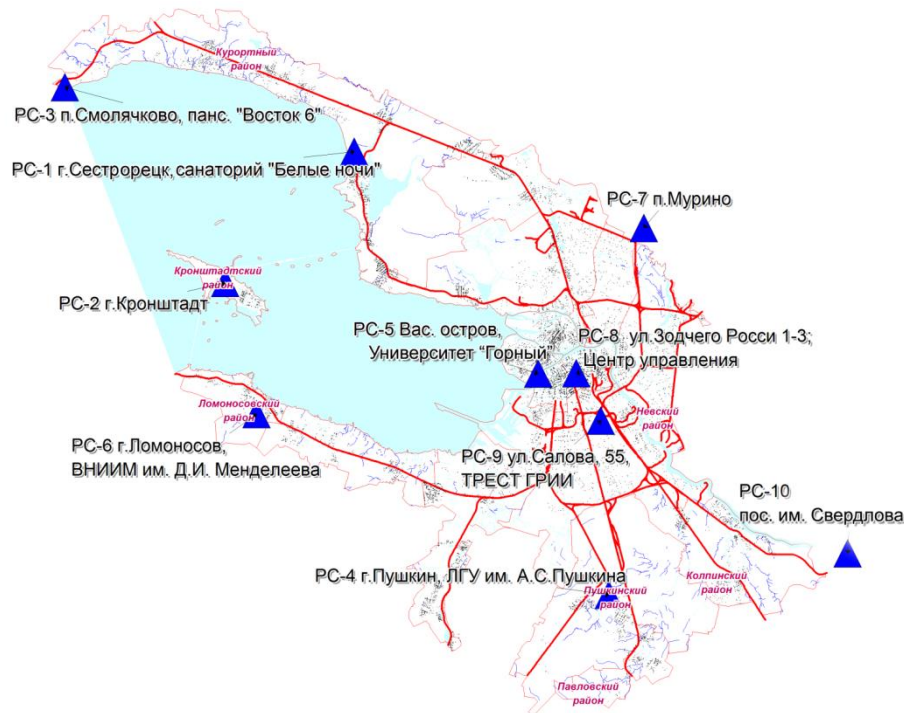 Курортный
район
РС-3 п.Смолячково, панс. "Восток 6"
РС-1 г.Сестрорецк,санаторий "Белые ночи"
РС-7 п.Мурино
Кронштадтский
район
РС-2 г.Кронштадт
РС-5 Вас. остров,
Университет “Горный”
РС-8 ул.Зодчего Росси 1-3;
Центр управления
Ломоносовский
район
Невский
район
РС-6 г.Ломоносов,
ВНИИМ им. Д.И. Менделеева
РС-9 ул.Салова, 55,
ТРЕСТ ГРИИ
РС-10
пос. им. Свердлова
РС-4 г.Пушкин, ЛГУ им. А.С.Пушкина
Пушкинский
район
Колпинский
район
Павловский
район